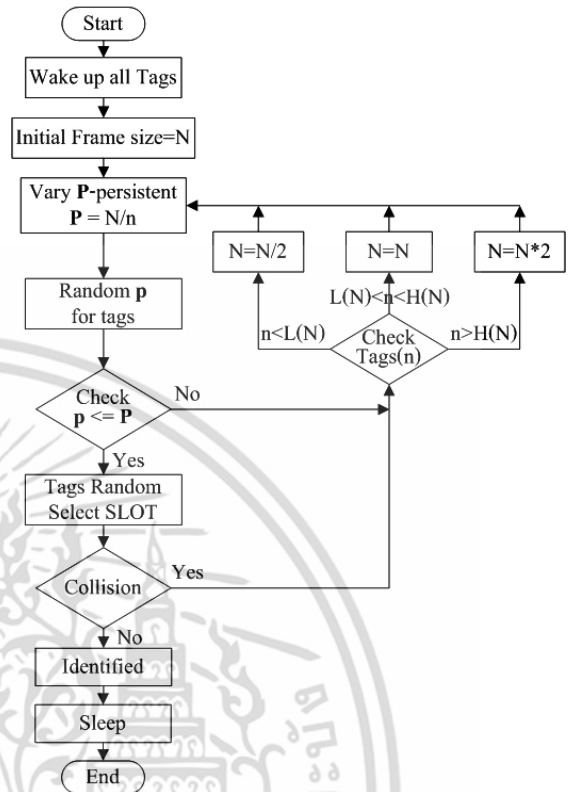 Start
Wake up all Tags
Initial Frame size=N
Vary P-persistent
P = N/n
N=N/2
N=N
N=N*2
Random p
for tags
L(N)<n<H(N)
n<L(N)
Check
Tags(n)
n>H(N)
Check
p <= P
No
Yes
Tags Random
Select SLOT
Collision
Yes
No
Identified
Sleep
End